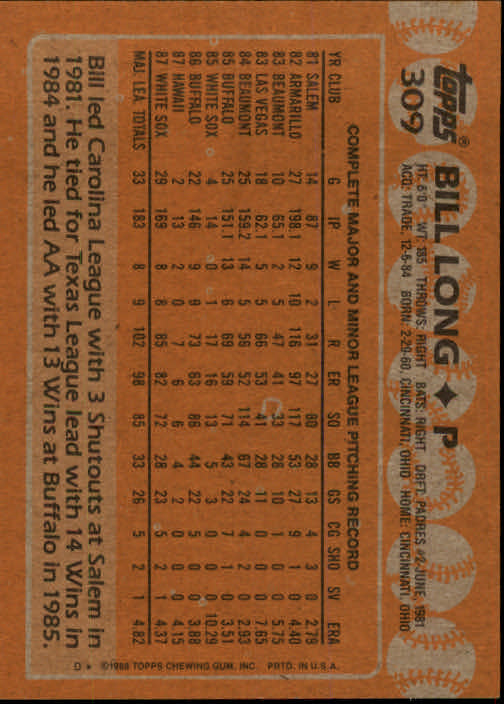 topps®
309
BILL LONG ◆ P
HT: 6'0" WT: 185 THROWS: RIGHT BATS: RIGHT DRFT: PADRES #2-JUNE, 1981
ACQ: TRADE, 12-6-84 BORN: 2-29-60, CINCINNATI, OHIO HOME: CINCINNATI, OHIO
COMPLETE MAJOR AND MINOR LEAGUE PITCHING RECORD
YR CLUB G IP W L R ER SO BB GS CG SHO SV ERA
81 SALEM 14 87 9 2 31 27 80 28 13 4 3 0 2.79
82 AMARILLO 27 198.1 12 10 116 97 117 53 27 9 1 0 4.40
83 BEAUMONT 10 65.1 2 5 47 41 33 28 10 1 0 0 5.75
83 LAS VEGAS 18 62.1 5 5 66 53 41 28 11 0 0 0 7.65
84 BEAUMONT 25 159.2 14 5 56 52 114 67 24 4 2 0 2.93
85 BUFFALO 25 151.1 13 6 69 59 71 43 22 7 1 0 3.51
85 WHITE SOX 4 14 0 1 17 16 13 5 3 0 0 0 10.29
86 BUFFALO 22 146 9 9 73 63 86 44 22 5 0 0 3.88
87 HAWAII 2 13 2 0 7 6 6 4 2 0 0 0 4.15
87 WHITE SOX 29 169 8 8 85 82 72 28 23 5 2 1 4.37
MAJ. LEA. TOTALS 33 183 8 9 102 98 85 33 26 5 2 1 4.82
Bill led Carolina League with 3 Shutouts at Salem in
1981. He tied for Texas League lead with 14 Wins in
1984 and he led AA with 13 Wins at Buffalo in 1985.
D* ©1988 TOPPS CHEWING GUM, INC. PRTD. IN U.S.A.